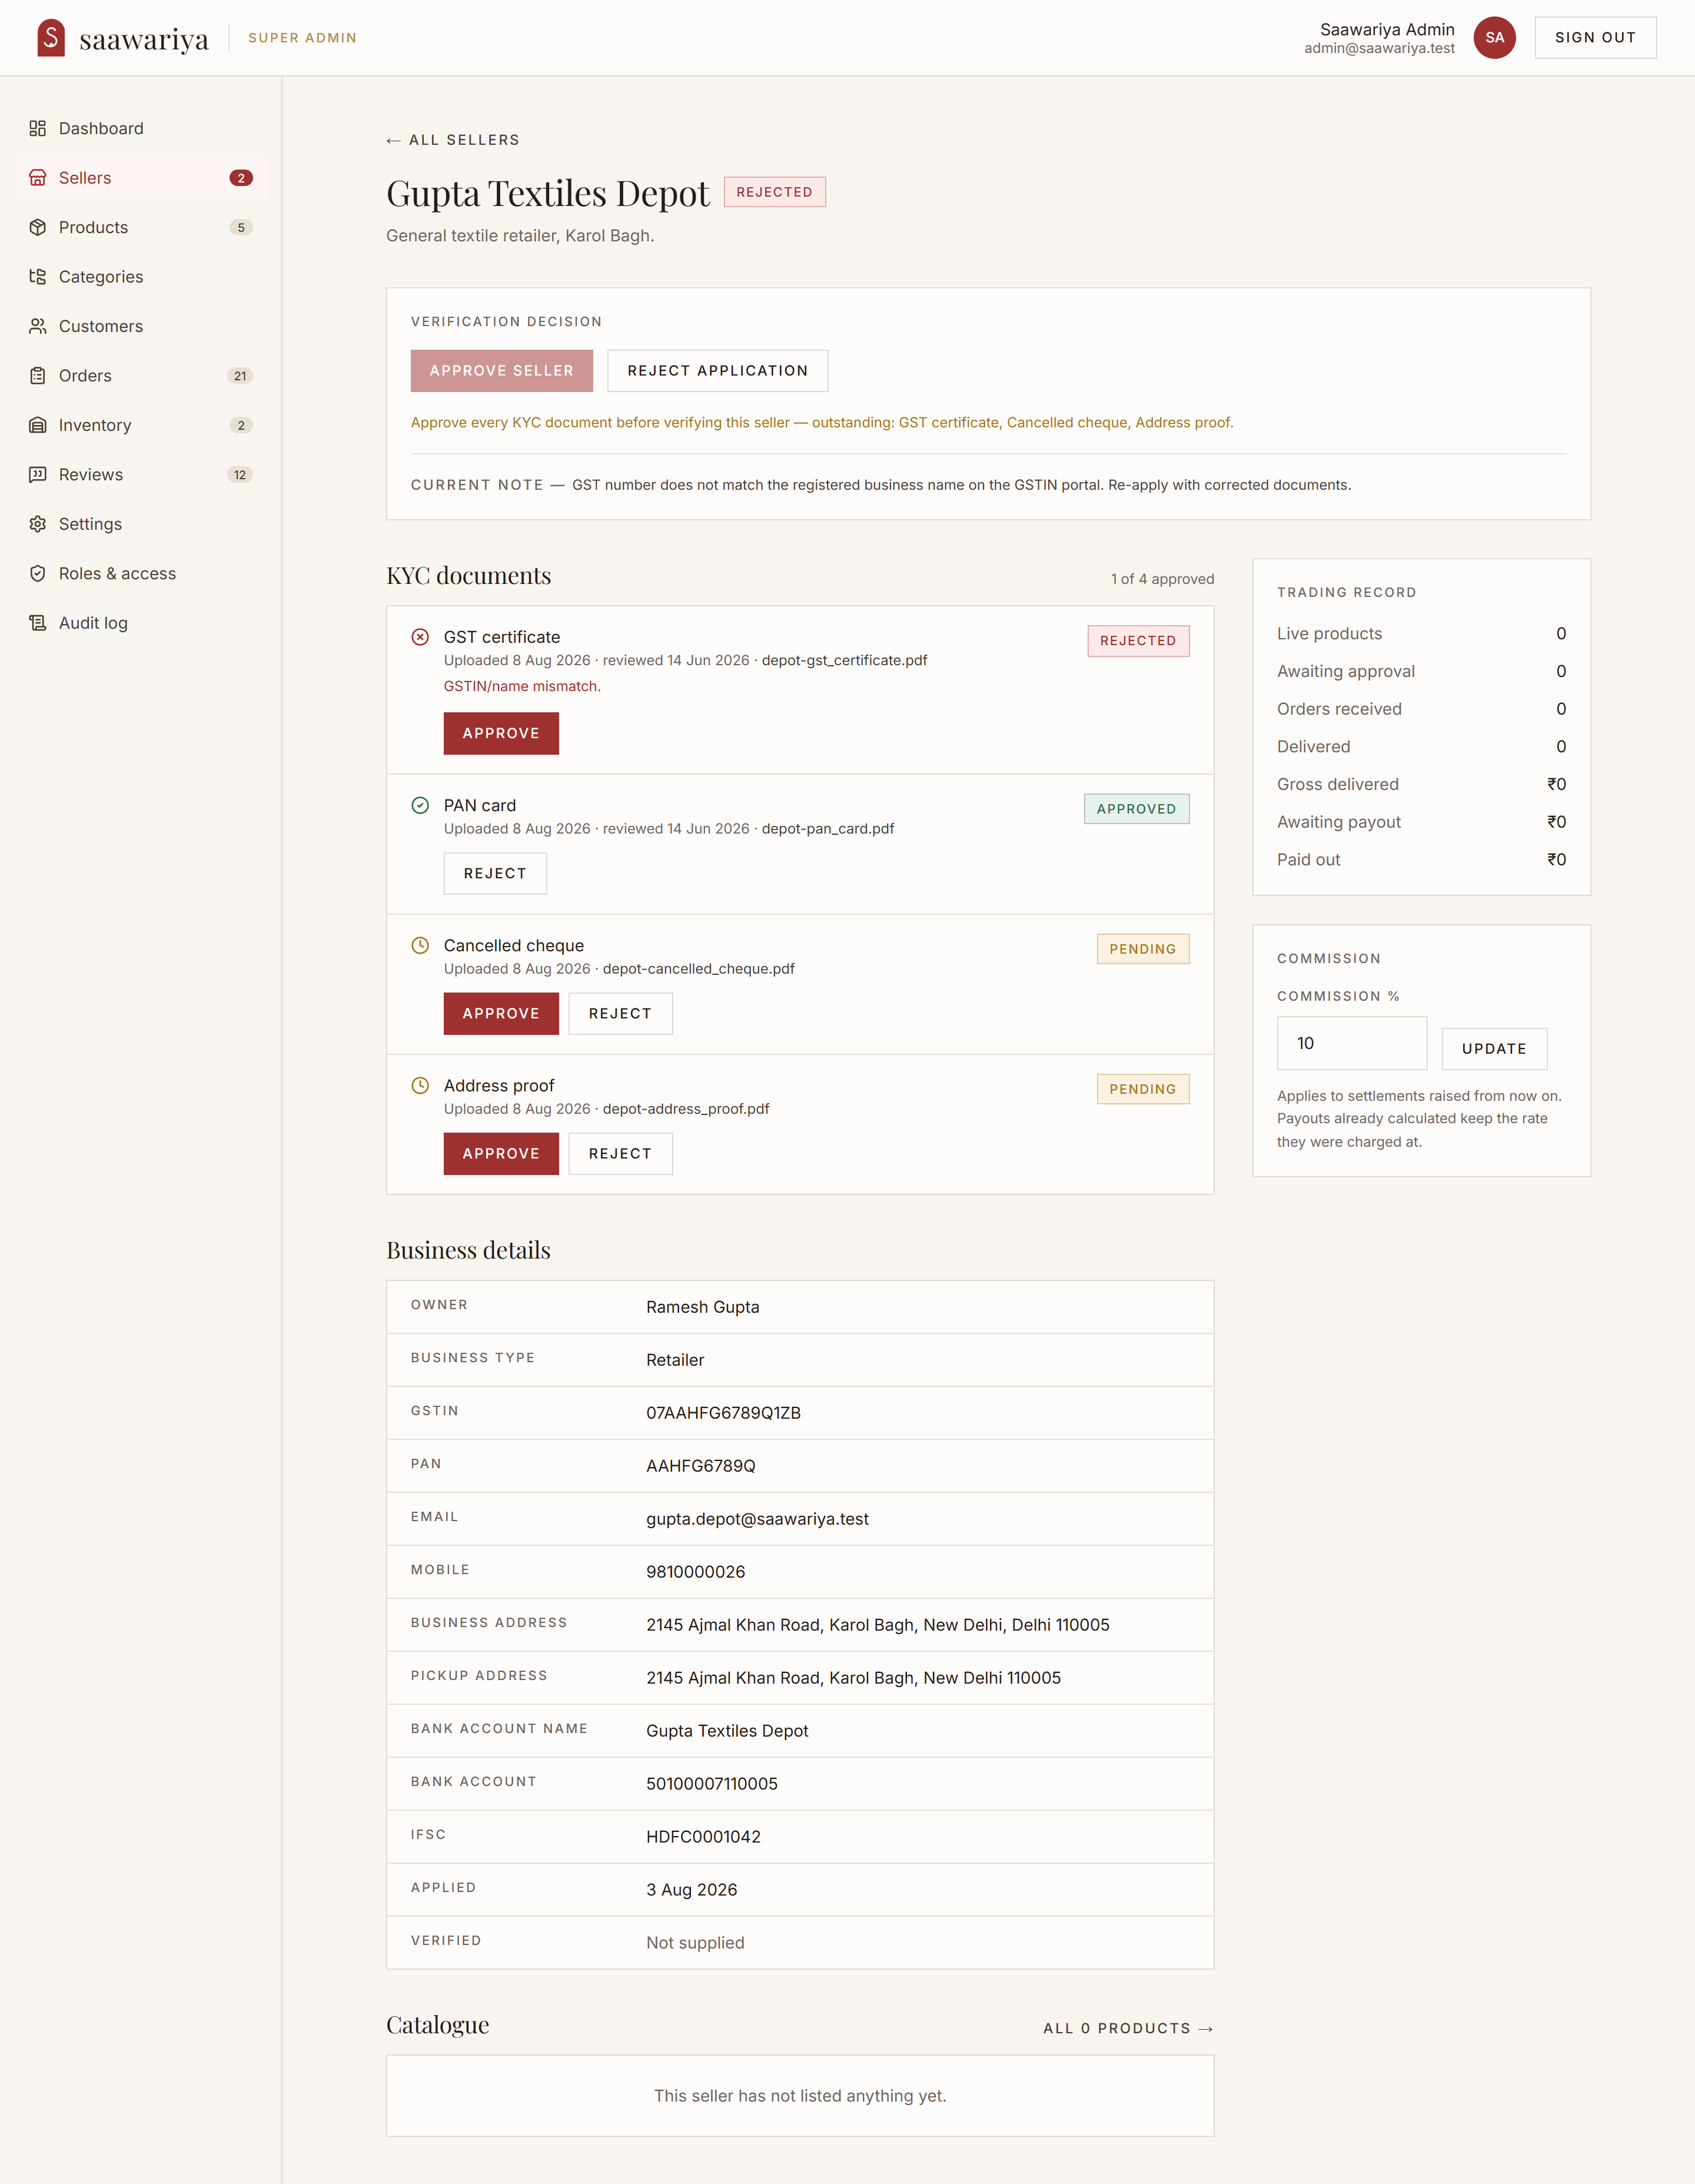 saawariya
SUPER ADMIN
Saawariya Admin
admin@saawariya.test
SA
SIGN OUT
Dashboard
Sellers 2
Products 5
Categories
Customers
Orders 21
Inventory 2
Reviews 12
Settings
Roles & access
Audit log
← ALL SELLERS
Gupta Textiles Depot REJECTED
General textile retailer, Karol Bagh.
VERIFICATION DECISION
APPROVE SELLER REJECT APPLICATION
Approve every KYC document before verifying this seller — outstanding: GST certificate, Cancelled cheque, Address proof.
CURRENT NOTE — GST number does not match the registered business name on the GSTIN portal. Re-apply with corrected documents.
KYC documents 1 of 4 approved
GST certificate REJECTED
Uploaded 8 Aug 2026 · reviewed 14 Jun 2026 · depot-gst_certificate.pdf
GSTIN/name mismatch.
APPROVE
PAN card APPROVED
Uploaded 8 Aug 2026 · reviewed 14 Jun 2026 · depot-pan_card.pdf
REJECT
Cancelled cheque PENDING
Uploaded 8 Aug 2026 · depot-cancelled_cheque.pdf
APPROVE REJECT
Address proof PENDING
Uploaded 8 Aug 2026 · depot-address_proof.pdf
APPROVE REJECT
TRADING RECORD
Live products 0
Awaiting approval 0
Orders received 0
Delivered 0
Gross delivered ₹0
Awaiting payout ₹0
Paid out ₹0
COMMISSION
COMMISSION %
10 UPDATE
Applies to settlements raised from now on.
Payouts already calculated keep the rate
they were charged at.
Business details
OWNER Ramesh Gupta
BUSINESS TYPE Retailer
GSTIN 07AAHFG6789Q1ZB
PAN AAHFG6789Q
EMAIL gupta.depot@saawariya.test
MOBILE 9810000026
BUSINESS ADDRESS 2145 Ajmal Khan Road, Karol Bagh, New Delhi, Delhi 110005
PICKUP ADDRESS 2145 Ajmal Khan Road, Karol Bagh, New Delhi 110005
BANK ACCOUNT NAME Gupta Textiles Depot
BANK ACCOUNT 50100007110005
IFSC HDFC0001042
APPLIED 3 Aug 2026
VERIFIED Not supplied
Catalogue ALL 0 PRODUCTS →
This seller has not listed anything yet.